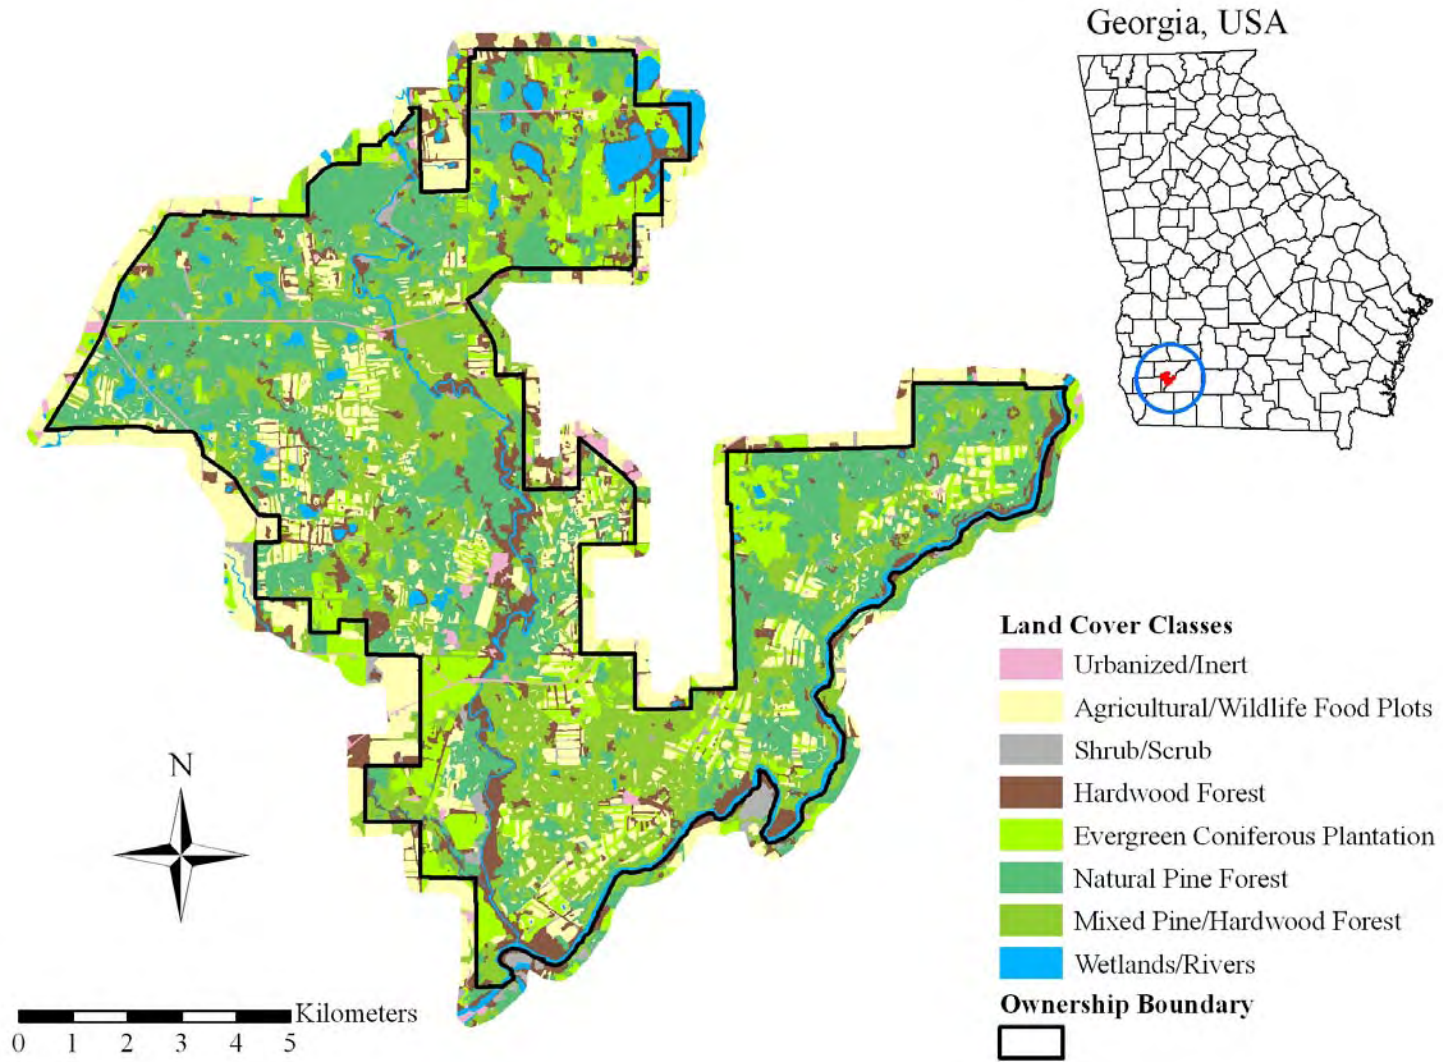 Georgia, USA
Land Cover Classes
Urbanized/Inert
Agricultural/Wildlife Food Plots
Shrub/Scrub
Hardwood Forest
Evergreen Coniferous Plantation
Natural Pine Forest
Mixed Pine/Hardwood Forest
Wetlands/Rivers
Ownership Boundary
N
Kilometers
0 1 2 3 4 5